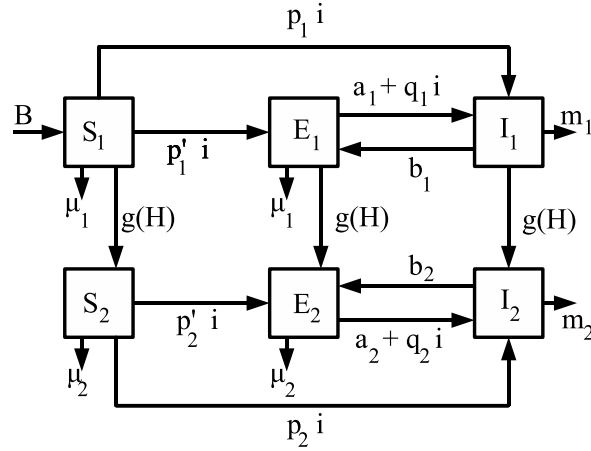 p₁ i
B
S₁
p₁' i
E₁
a₁ + q₁ i
b₁
I₁
m₁
μ₁
g(H)
μ₁
g(H)
g(H)
S₂
p₂' i
E₂
b₂
a₂ + q₂ i
I₂
m₂
μ₂
μ₂
p₂ i